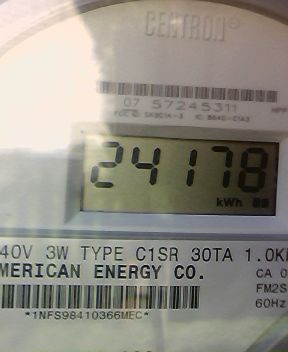 CENTRON®
07 57245311
24178
kWh
40V 3W TYPE C1SR 30TA 1.0K
MERICAN ENERGY CO.
CA 0
FM2S
60Hz
*1NFS98410366MEC*